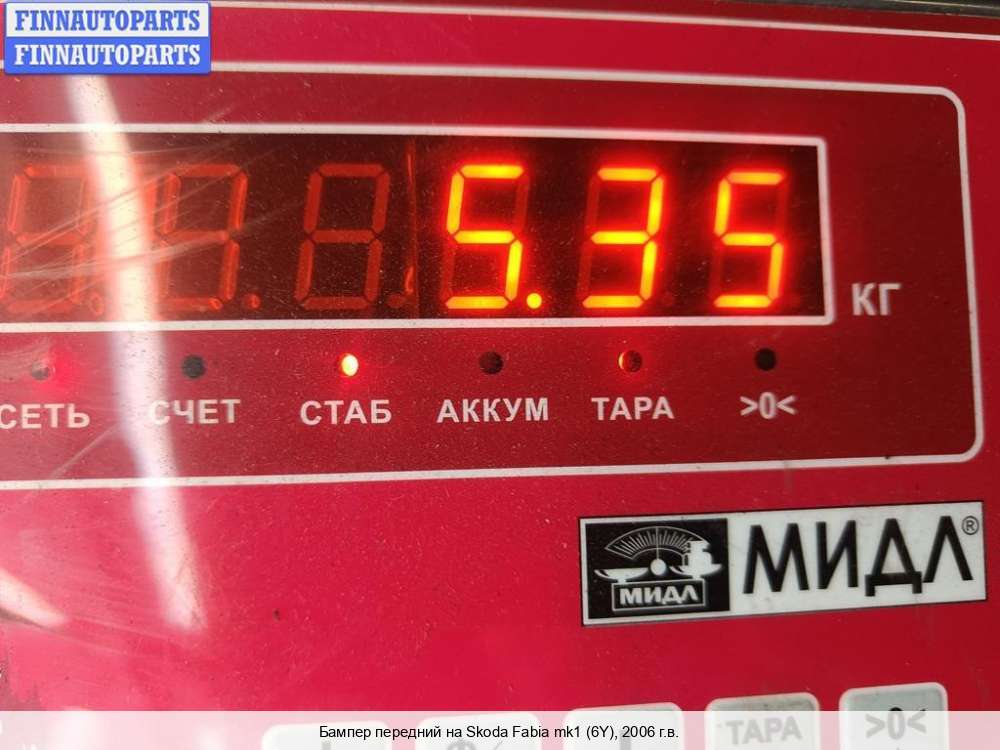 FINNAUTOPARTS
FINNAUTOPARTS
5.35
КГ
СЕТЬ СЧЕТ СТАБ АККУМ ТАРА >0<
МИДЛ МИДЛ®
ТАРА >0<
Бампер передний на Skoda Fabia mk1 (6Y), 2006 г.в.